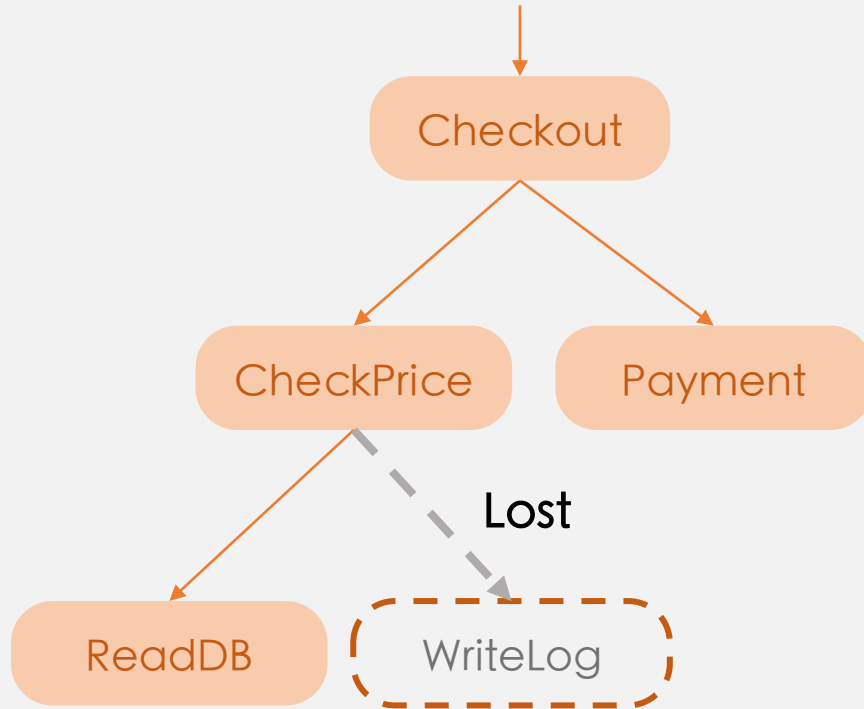 Checkout
CheckPrice
Payment
Lost
ReadDB
WriteLog